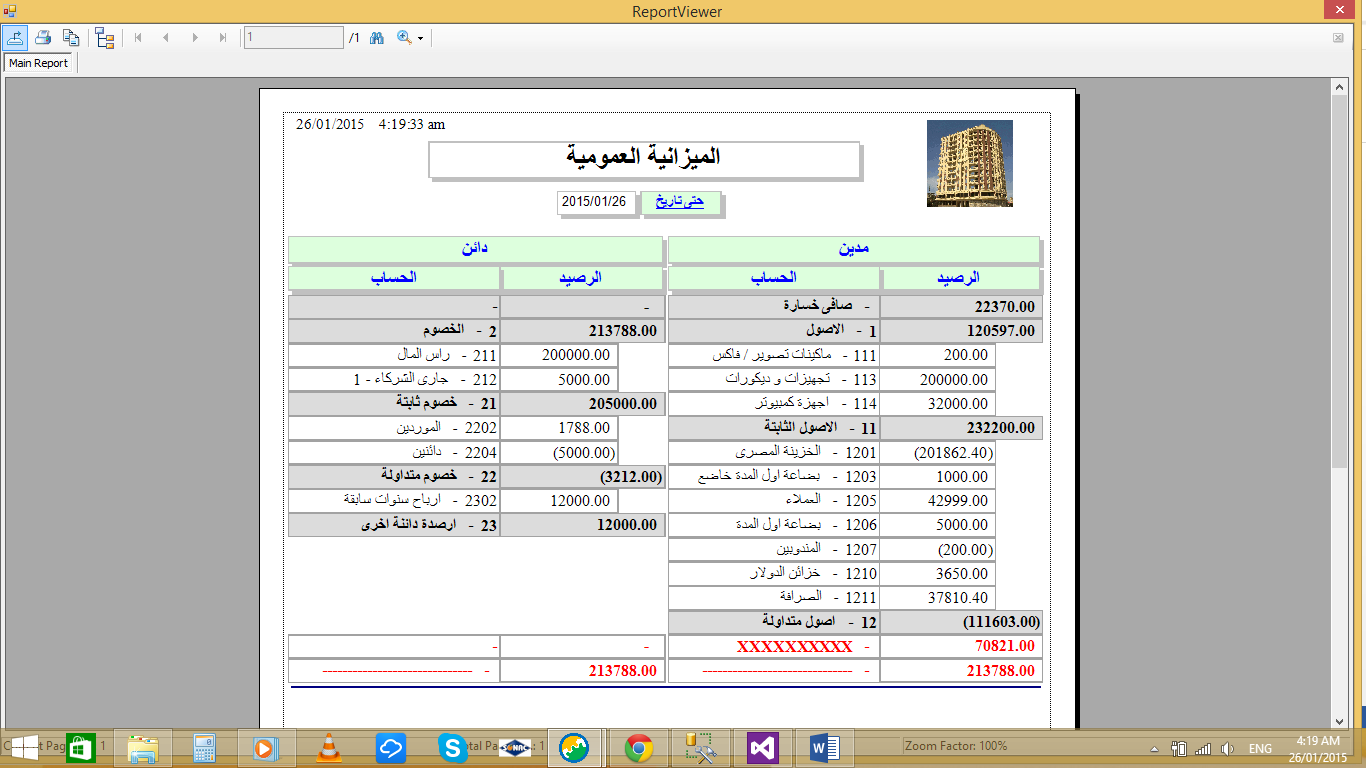 ReportViewer
1 /1
Main Report
26/01/2015 4:19:33 am
الميزانية العمومية
حتى تاريخ 2015/01/26
مدين دائن
الرصيد الحساب الرصيد الحساب
22370.00 - صافى خسارة - -
120597.00 1 - الاصول 213788.00 2 - الخصوم
200.00 111 - ماكينات تصوير / فاكس 200000.00 211 - راس المال
200000.00 113 - تجهيزات و ديكورات 5000.00 212 - جارى الشركاء - 1
32000.00 114 - اجهزة كمبيوتر 205000.00 21 - خصوم ثابتة
232200.00 11 - الاصول الثابتة 1788.00 2202 - الموردين
(201862.40) 1201 - الخزينة المصرى (5000.00) 2204 - دائنين
1000.00 1203 - بضاعة اول المدة خاضع (3212.00) 22 - خصوم متداولة
42999.00 1205 - العملاء 12000.00 2302 - ارباح سنوات سابقة
5000.00 1206 - بضاعة اول المدة 12000.00 23 - ارصدة دائنة اخرى
(200.00) 1207 - المندوبين
3650.00 1210 - خزائن الدولار
37810.40 1211 - الصرافة
(111603.00) 12 - اصول متداولة
70821.00 - XXXXXXXXXX - -
213788.00 - ------------------------------ 213788.00 - ------------------------------
1 1 Zoom Factor: 100%
ENG 4:19 AM
26/01/2015